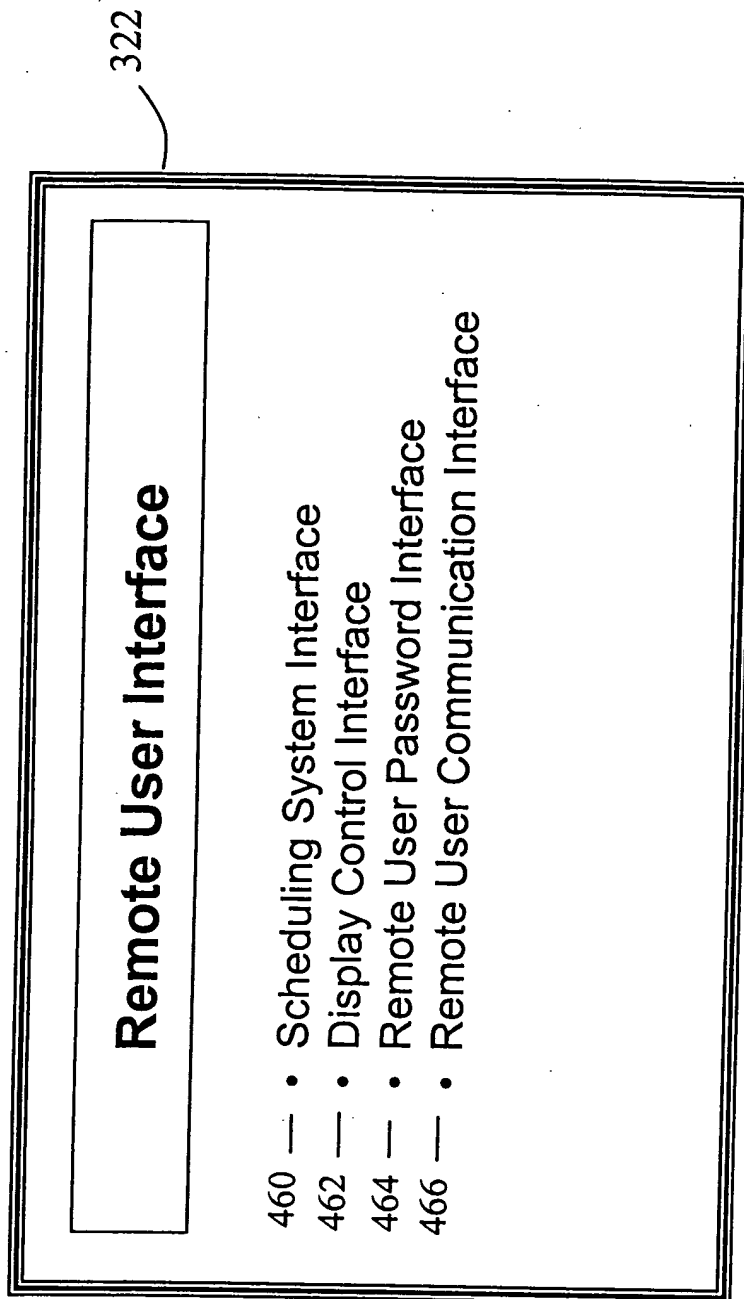 322
Remote User Interface
460 — • Scheduling System Interface
462 — • Display Control Interface
464 — • Remote User Password Interface
466 — • Remote User Communication Interface